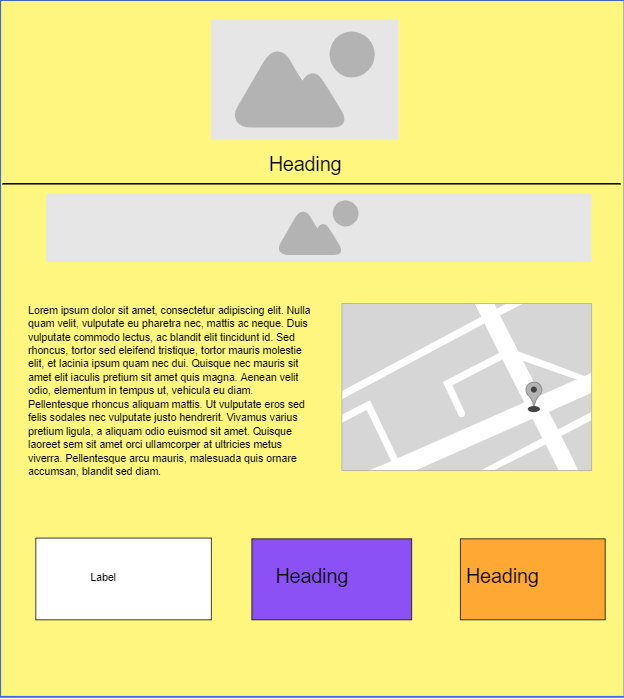 Heading
Lorem ipsum dolor sit amet, consectetur adipiscing elit. Nulla
quam velit, vulputate eu pharetra nec, mattis ac neque. Duis
vulputate commodo lectus, ac blandit elit tincidunt id. Sed
rhoncus, tortor sed eleifend tristique, tortor mauris molestie
elit, et lacinia ipsum quam nec dui. Quisque nec mauris sit
amet elit iaculis pretium sit amet quis magna. Aenean velit
odio, elementum in tempus ut, vehicula eu diam.
Pellentesque rhoncus aliquam mattis. Ut vulputate eros sed
felis sodales nec vulputate justo hendrerit. Vivamus varius
pretium ligula, a aliquam odio euismod sit amet. Quisque
laoreet sem sit amet orci ullamcorper at ultricies metus
viverra. Pellentesque arcu mauris, malesuada quis ornare
accumsan, blandit sed diam.
Label
Heading
Heading